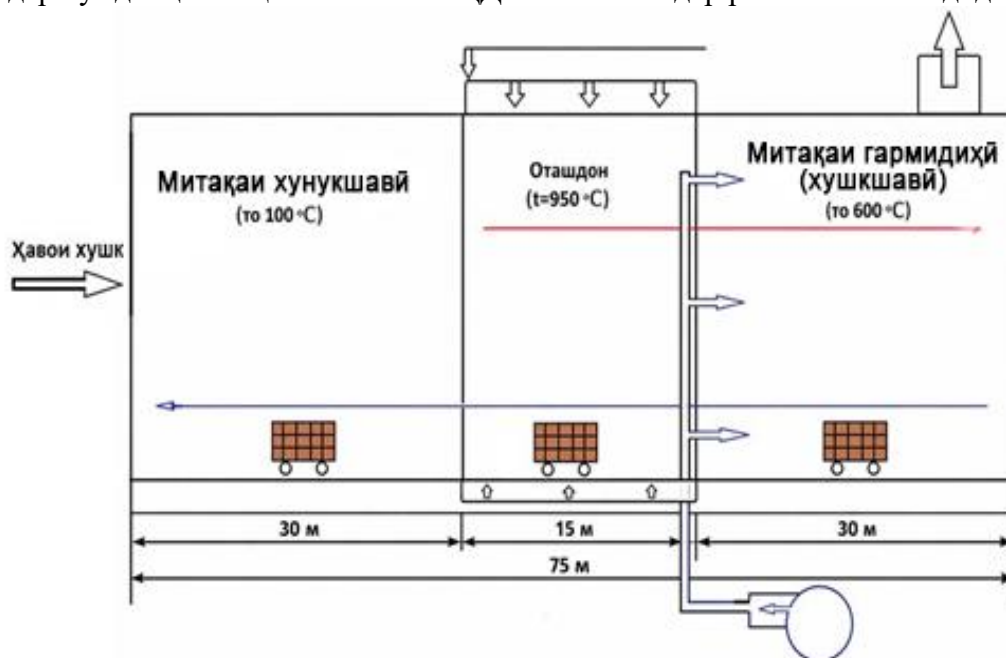 Митақаи хунукшавӣ
(то 100 °С)
Оташдон
(t=950 °С)
Митақаи гармидиҳӣ
(хушкшавӣ)
(то 600 °С)
Ҳавои хушк
30 м
15 м
30 м
75 м